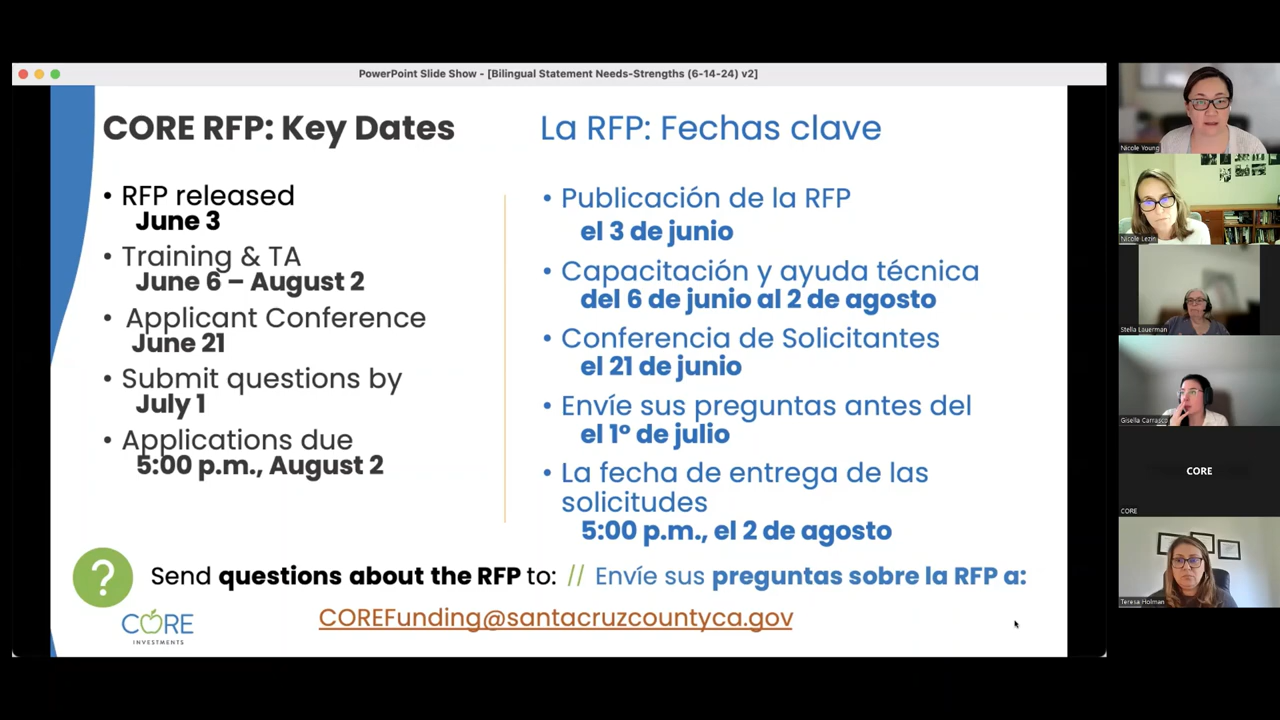 PowerPoint Slide Show - [Bilingual Statement Needs-Strengths (6-14-24) v2]
CORE RFP: Key Dates
• RFP released
June 3
• Training & TA
June 6 – August 2
• Applicant Conference
June 21
• Submit questions by
July 1
• Applications due
5:00 p.m., August 2
La RFP: Fechas clave
• Publicación de la RFP
el 3 de junio
• Capacitación y ayuda técnica
del 6 de junio al 2 de agosto
• Conferencia de Solicitantes
el 21 de junio
• Envíe sus preguntas antes del
el 1º de julio
• La fecha de entrega de las
solicitudes
5:00 p.m., el 2 de agosto
? Send questions about the RFP to: // Envíe sus preguntas sobre la RFP a:
COREFunding@santacruzcountyca.gov
CORE
INVESTMENTS
Nicole Young
Nicole Lezin
Stella Lauerman
Gisella Carrasco
CORE
CORE
Teresa Holman